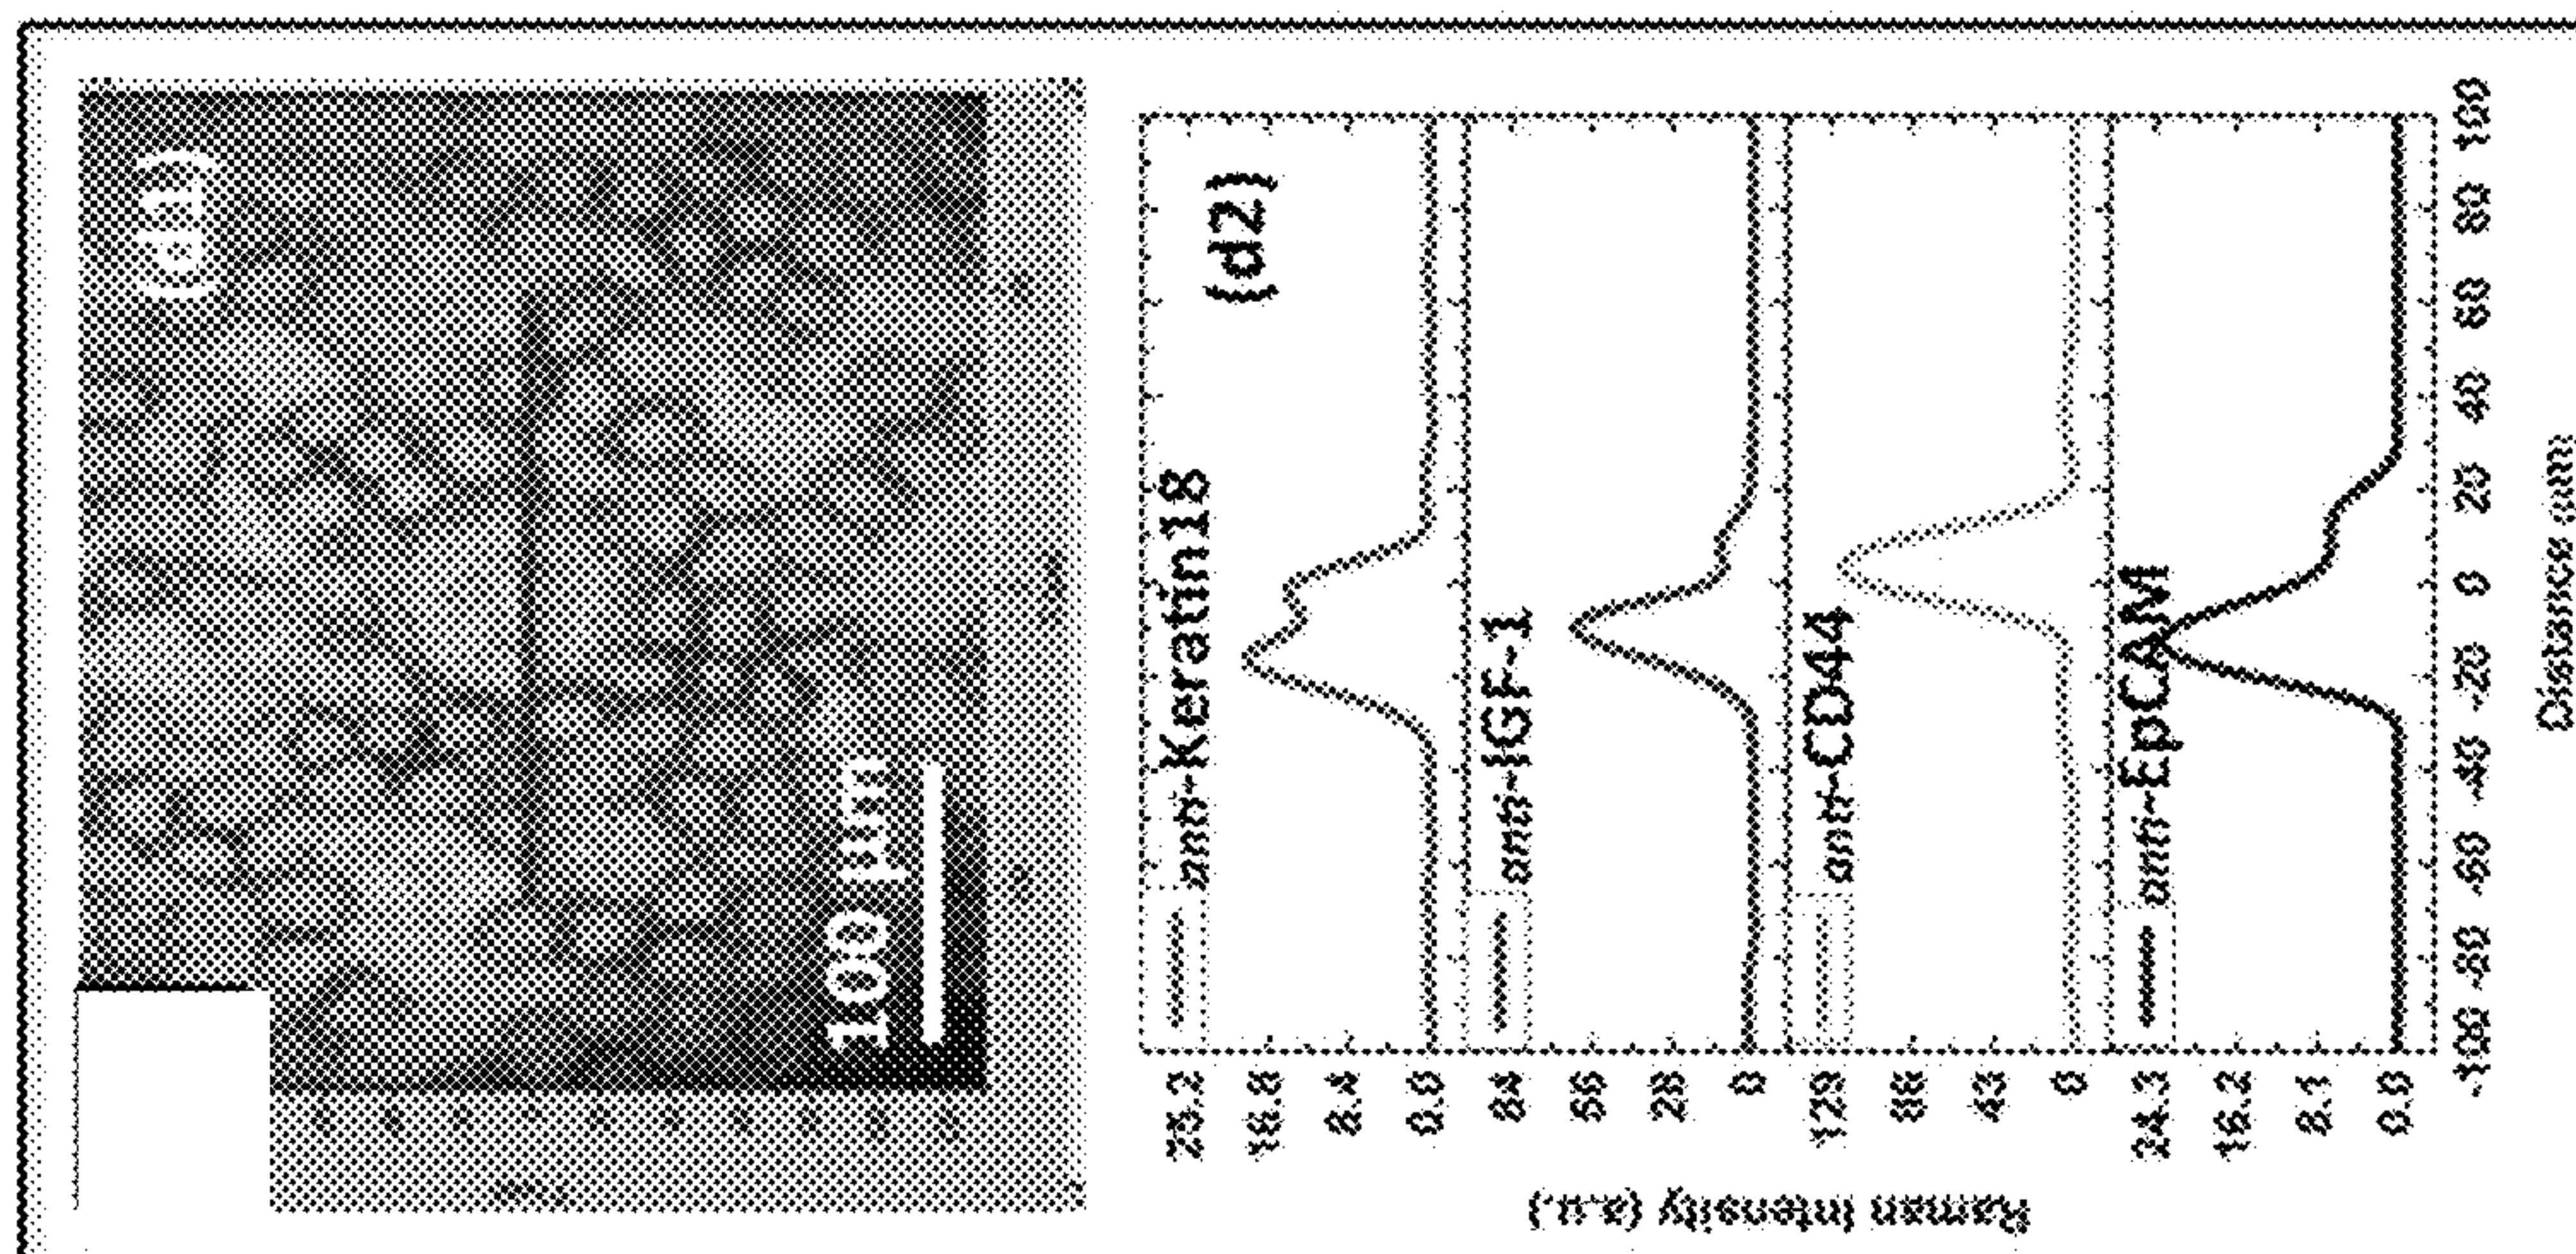 (d1)
100 µm
(d2)
anti-Keratin18
25.2
16.8
8.4
0.0
anti-IGF-1
84
56
28
0
anti-CD44
129
86
43
0
anti-EpCAM
24.3
16.2
8.1
0.0
-100 -80 -60 -40 -20 0 20 40 60 80 100
Raman Intensity (a.u.)
Distance